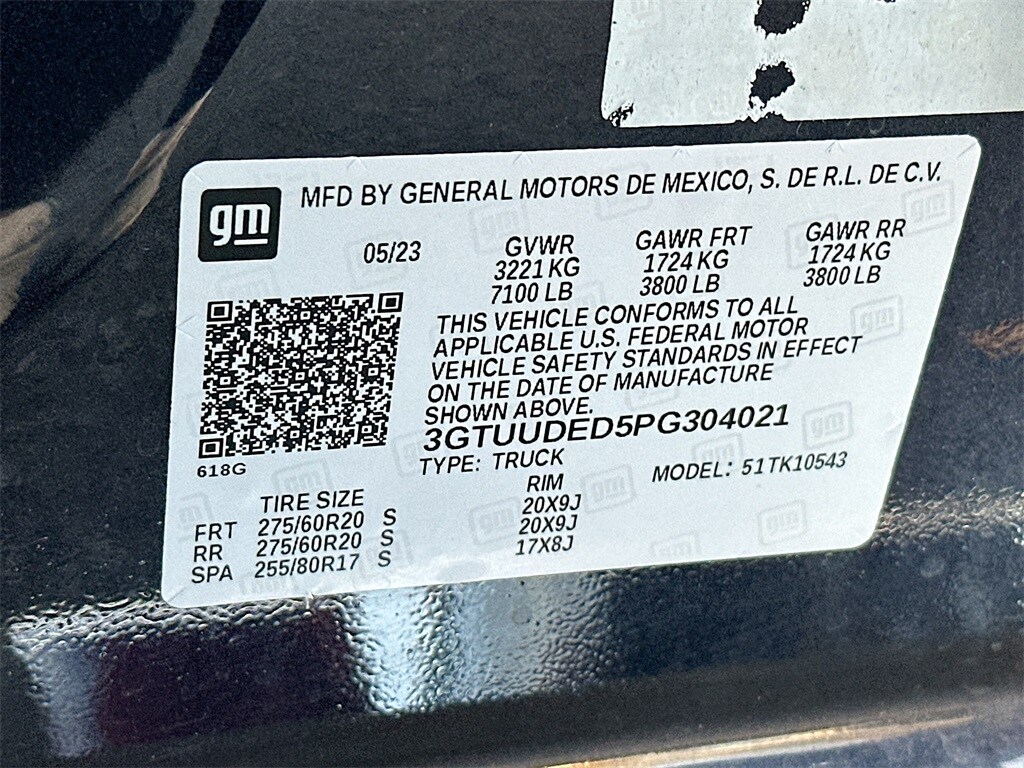 gm
MFD BY GENERAL MOTORS DE MEXICO, S. DE R.L. DE C.V.
05/23
GVWR
3221 KG
7100 LB
GAWR FRT
1724 KG
3800 LB
GAWR RR
1724 KG
3800 LB
THIS VEHICLE CONFORMS TO ALL
APPLICABLE U.S. FEDERAL MOTOR
VEHICLE SAFETY STANDARDS IN EFFECT
ON THE DATE OF MANUFACTURE
SHOWN ABOVE.
3GTUUDED5PG304021
TYPE: TRUCK
MODEL: 51TK10543
618G
TIRE SIZE RIM
FRT 275/60R20 S 20X9J
RR 275/60R20 S 20X9J
SPA 255/80R17 S 17X8J